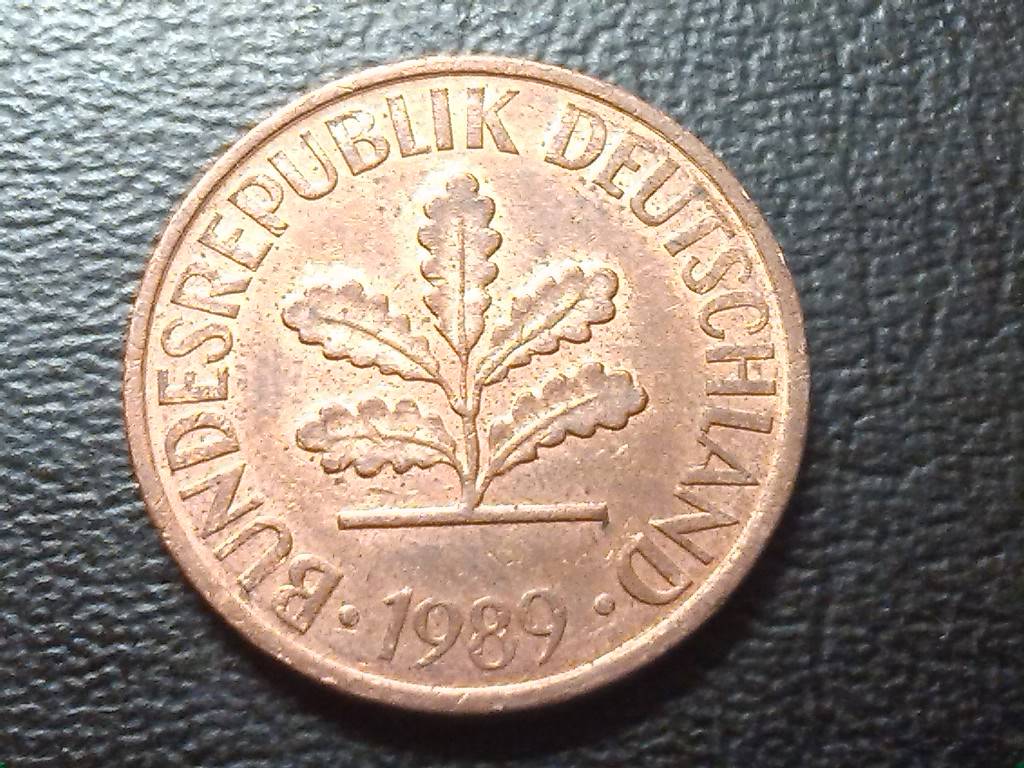 BUNDESREPUBLIK DEUTSCHLAND
· 1989 ·